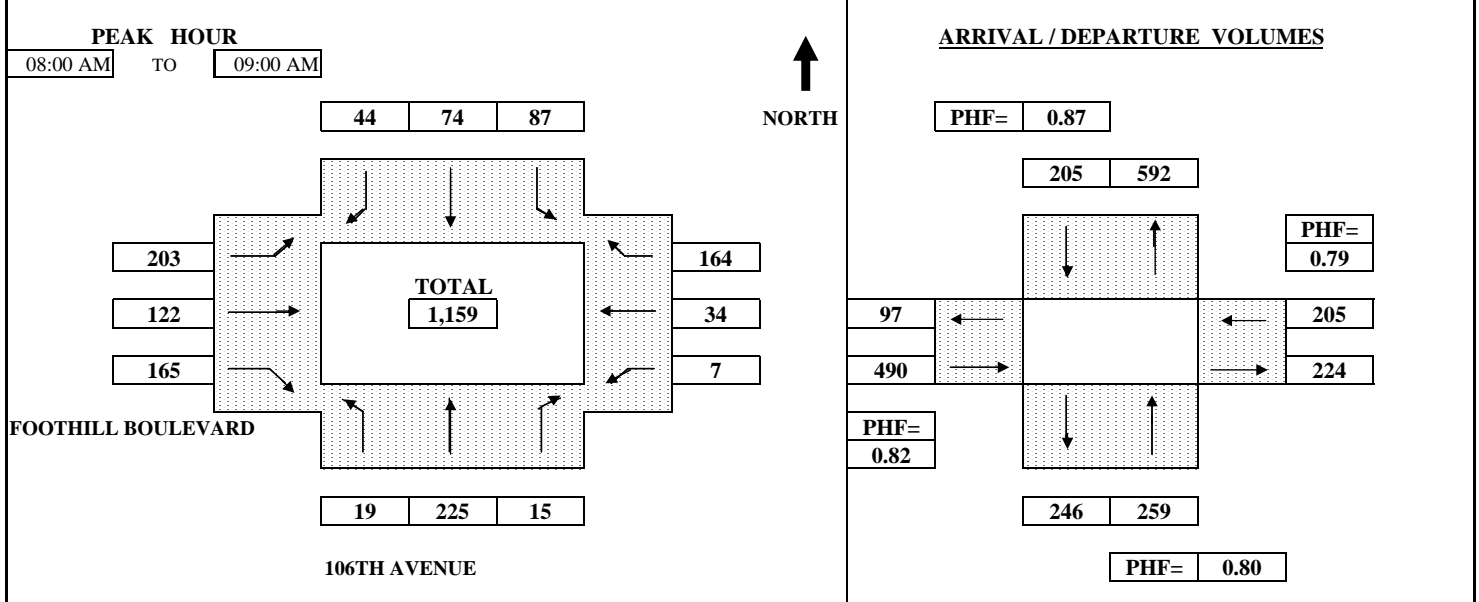 PEAK HOUR
08:00 AM TO 09:00 AM
NORTH
44 74 87
203 164
TOTAL
1,159
122 34
165 7
FOOTHILL BOULEVARD
19 225 15
106TH AVENUE
ARRIVAL / DEPARTURE VOLUMES
PHF= 0.87
205 592
PHF=
0.79
97 205
490 224
PHF=
0.82
246 259
PHF= 0.80